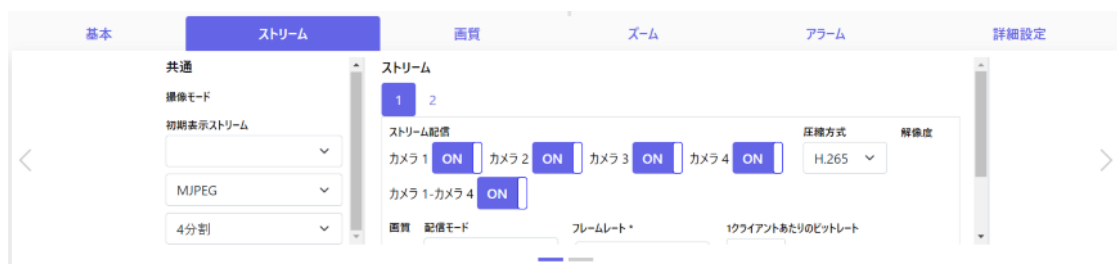 基本 ストリーム 画質 ズーム アラーム 詳細設定
共通
撮像モード
初期表示ストリーム
MJPEG
4分割
ストリーム
1 2
ストリーム配信 圧縮方式 解像度
カメラ 1 ON カメラ 2 ON カメラ 3 ON カメラ 4 ON H.265
カメラ 1-カメラ 4 ON
画質 配信モード フレームレート * 1クライアントあたりのビットレート